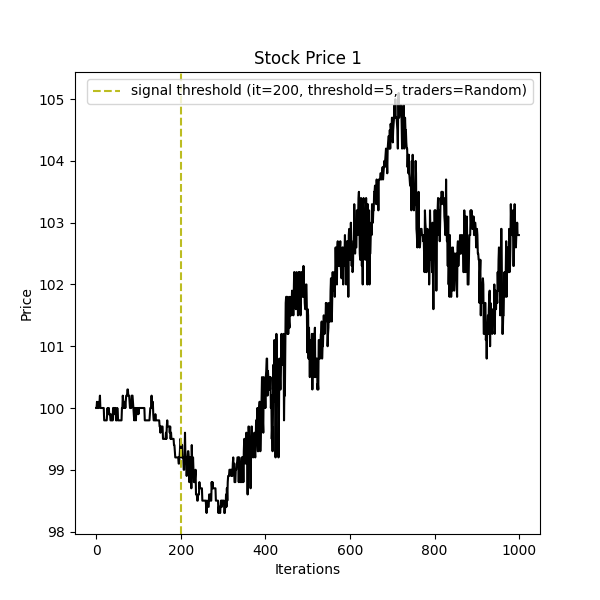 Stock Price 1
signal threshold (it=200, threshold=5, traders=Random)
105
104
103
102
101
100
99
98
Price
0 200 400 600 800 1000
Iterations